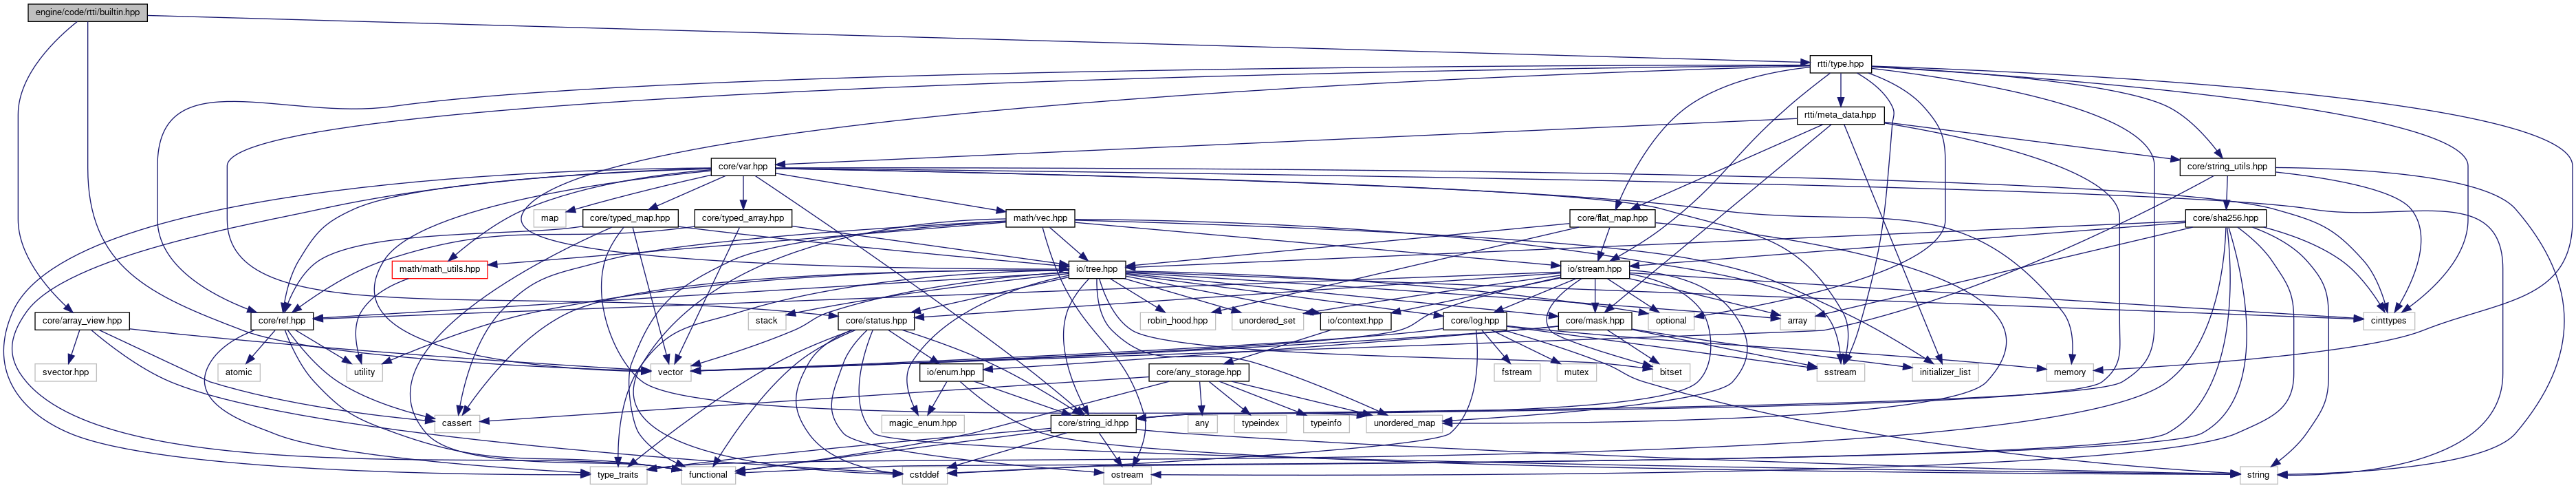 engine/code/rtti/builtin.hpp
rtti/type.hpp
rtti/meta_data.hpp
core/var.hpp
core/string_utils.hpp
map
core/typed_map.hpp
core/typed_array.hpp
math/vec.hpp
core/flat_map.hpp
core/sha256.hpp
math/math_utils.hpp
io/tree.hpp
io/stream.hpp
core/array_view.hpp
core/ref.hpp
stack
core/status.hpp
robin_hood.hpp
unordered_set
io/context.hpp
core/log.hpp
core/mask.hpp
optional
array
cinttypes
svector.hpp
atomic
utility
vector
io/enum.hpp
core/any_storage.hpp
fstream
mutex
bitset
sstream
initializer_list
memory
cassert
magic_enum.hpp
core/string_id.hpp
any
typeindex
typeinfo
unordered_map
type_traits
functional
cstddef
ostream
string